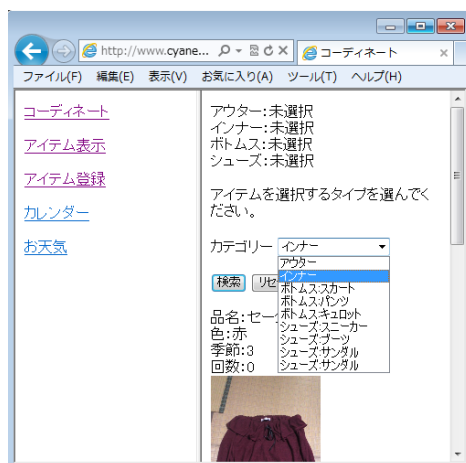 http://www.cyane...
コーディネート
ファイル(F) 編集(E) 表示(V) お気に入り(A) ツール(T) ヘルプ(H)
コーディネート
アイテム表示
アイテム登録
カレンダー
お天気
アウター:未選択
インナー:未選択
ボトムス:未選択
シューズ:未選択
アイテムを選択するタイプを選んでく
ださい。
カテゴリー インナー
アウター
インナー
ボトムス:スカート
ボトムス:パンツ
ボトムス:キュロット
シューズ:スニーカー
シューズ:ブーツ
シューズ:サンダル
シューズ:サンダル
検索 リセ
品名:セー
色:赤
季節:3
回数:0